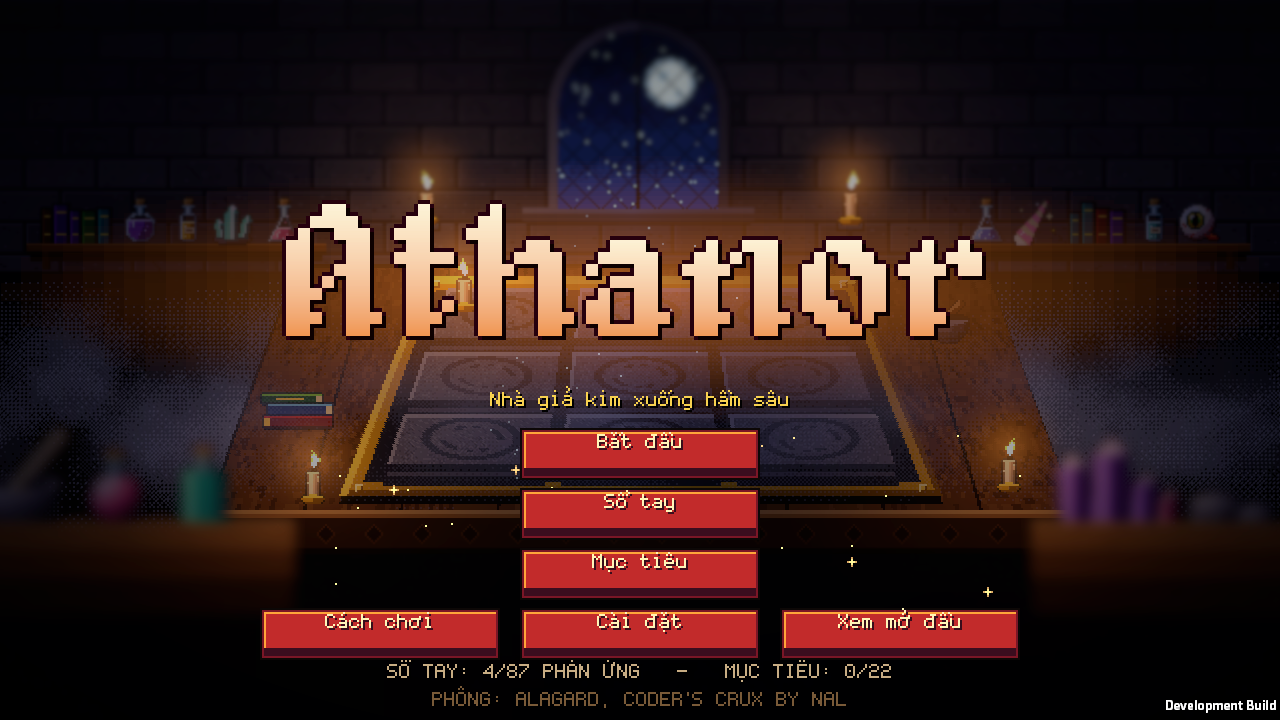 Athanor
Nhà giả kim xuống hầm sâu
Bắt đầu
Sổ tay
Mục tiêu
Cách chơi
Cài đặt
Xem mở đầu
SỔ TAY: 4/87 PHẢN ỨNG – MỤC TIÊU: 0/22
PHÔNG: ALAGARD, CODER'S CRUX BY NAL
Development Build